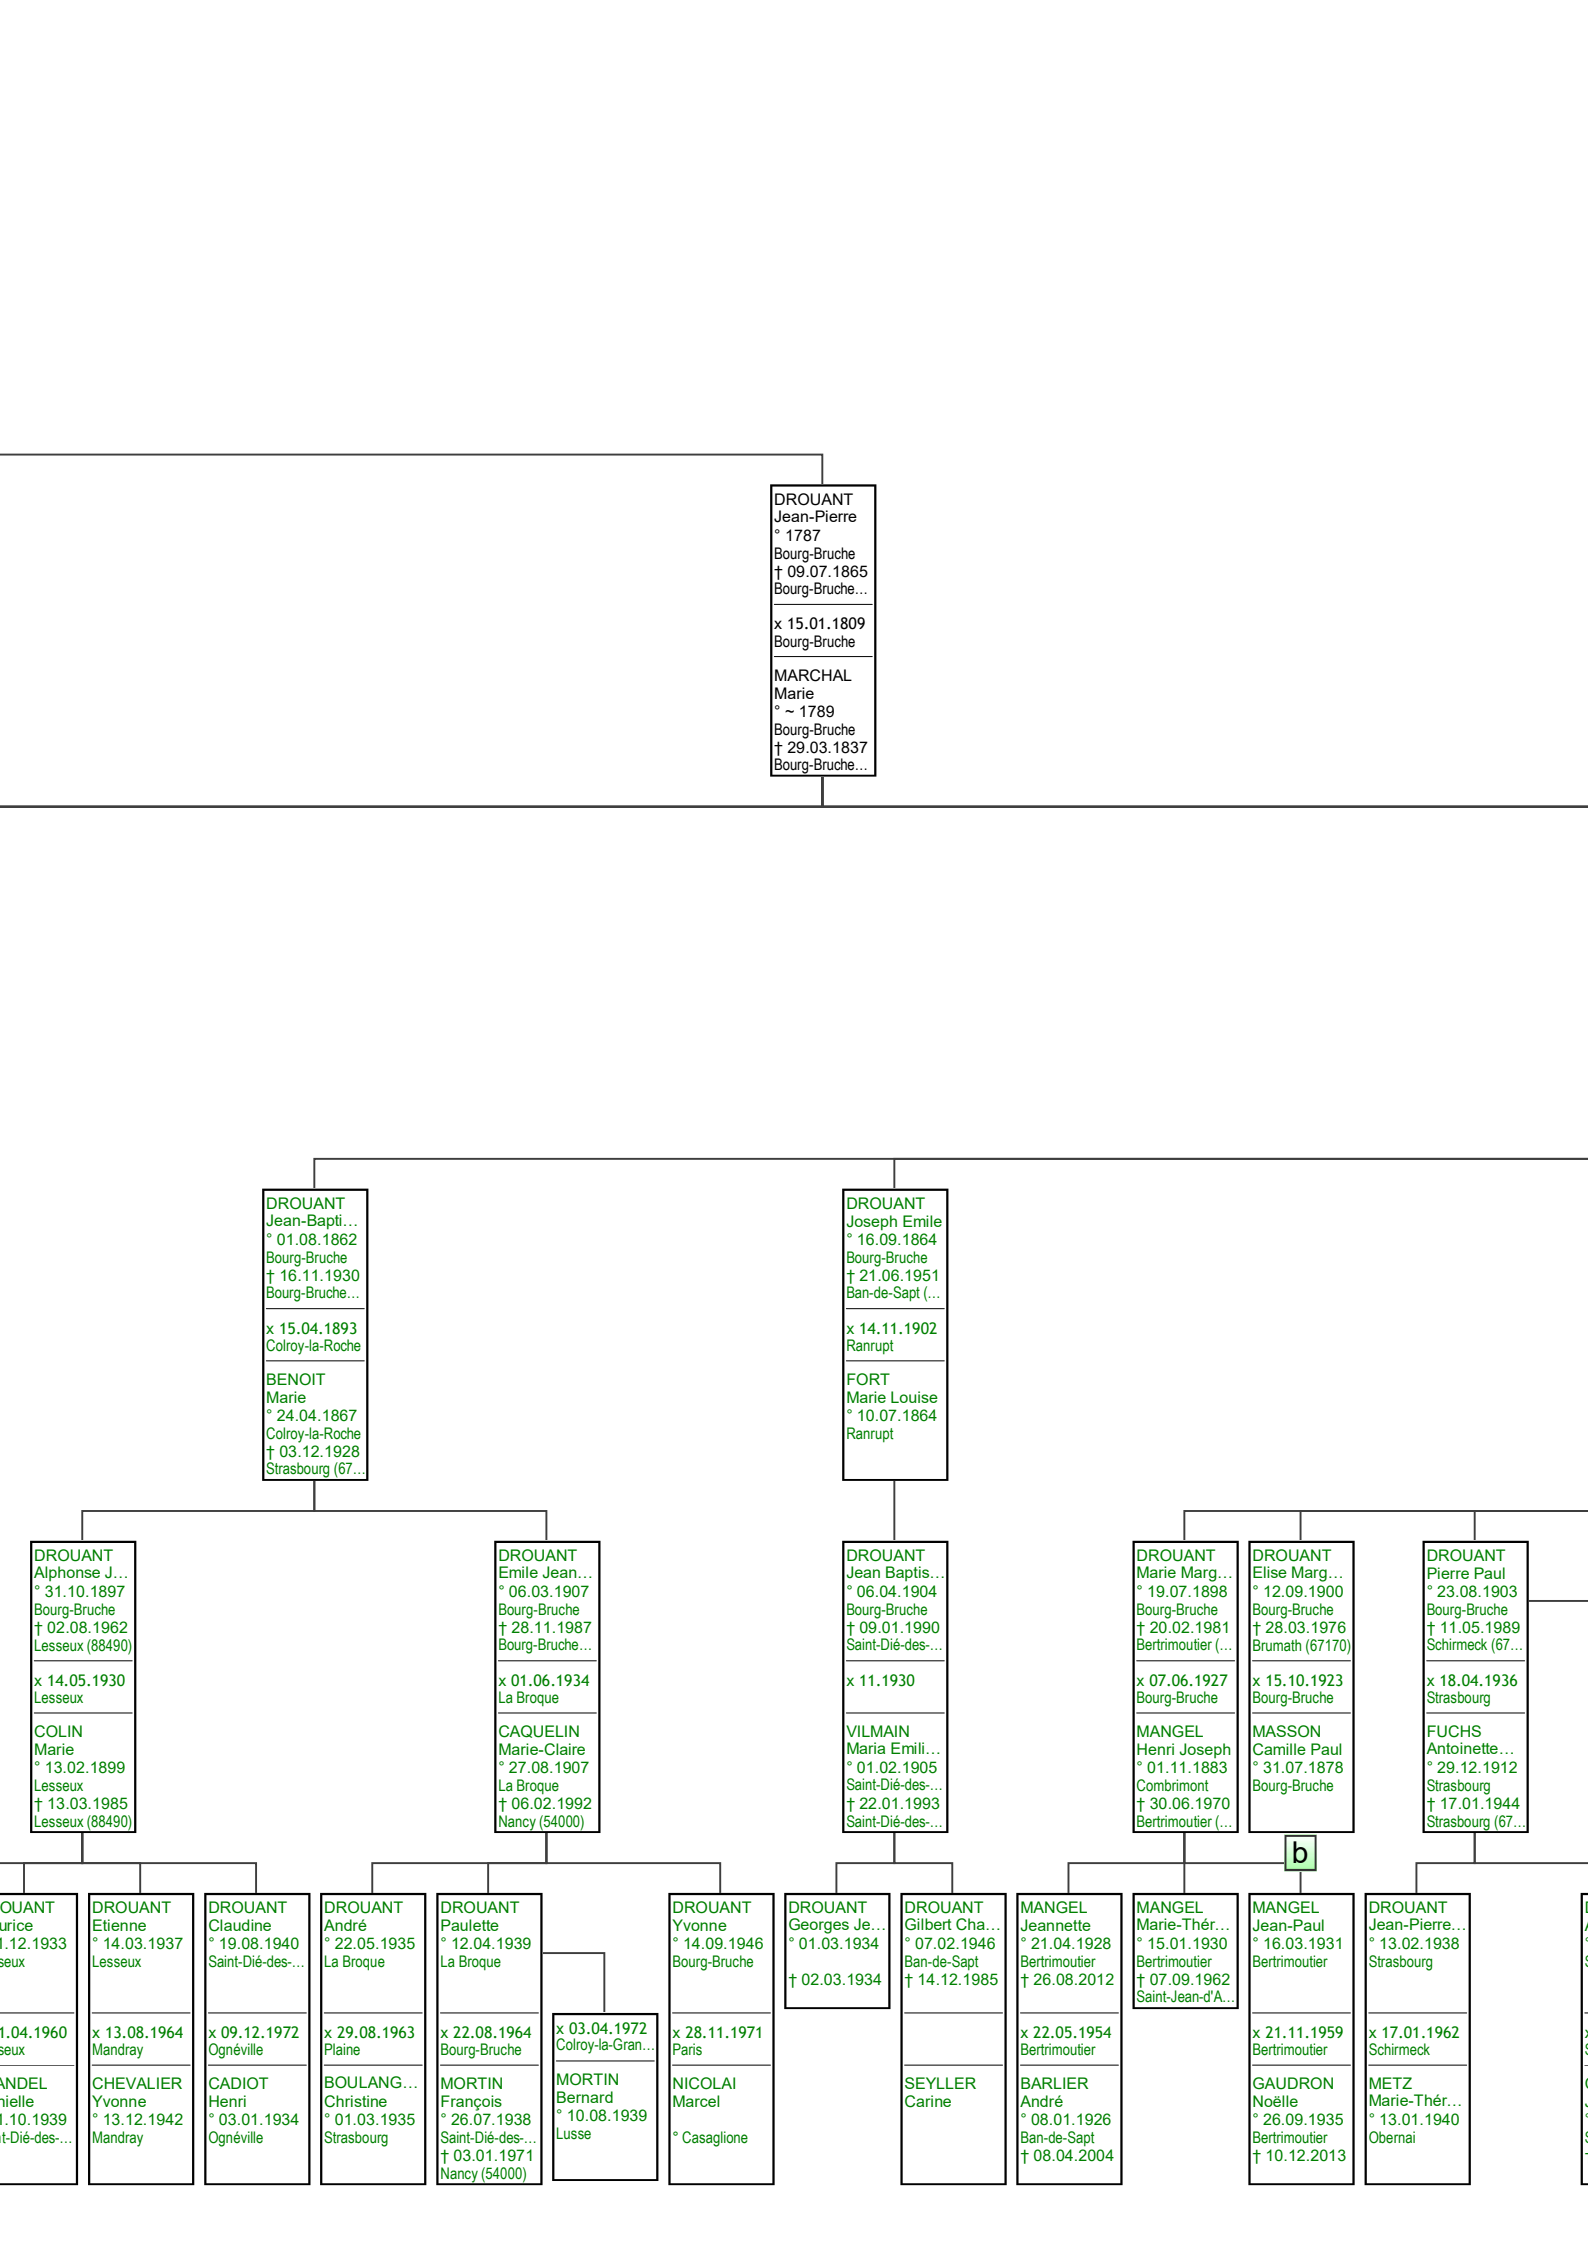 DROUANT
Jean-Pierre
° 1787
Bourg-Bruche
† 09.07.1865
Bourg-Bruche…
x 15.01.1809
Bourg-Bruche
MARCHAL
Marie
° ~ 1789
Bourg-Bruche
† 29.03.1837
Bourg-Bruche…
DROUANT
Jean-Bapti…
° 01.08.1862
Bourg-Bruche
† 16.11.1930
Bourg-Bruche…
x 15.04.1893
Colroy-la-Roche
BENOIT
Marie
° 24.04.1867
Colroy-la-Roche
† 03.12.1928
Strasbourg (67…
DROUANT
Joseph Emile
° 16.09.1864
Bourg-Bruche
† 21.06.1951
Ban-de-Sapt (…
x 14.11.1902
Ranrupt
FORT
Marie Louise
° 10.07.1864
Ranrupt
DROUANT
Alphonse J…
° 31.10.1897
Bourg-Bruche
† 02.08.1962
Lesseux (88490)
x 14.05.1930
Lesseux
COLIN
Marie
° 13.02.1899
Lesseux
† 13.03.1985
Lesseux (88490)
DROUANT
Emile Jean…
° 06.03.1907
Bourg-Bruche
† 28.11.1987
Bourg-Bruche…
x 01.06.1934
La Broque
CAQUELIN
Marie-Claire
° 27.08.1907
La Broque
† 06.02.1992
Nancy (54000)
DROUANT
Jean Baptis…
° 06.04.1904
Bourg-Bruche
† 09.01.1990
Saint-Dié-des-…
x 11.1930
VILMAIN
Maria Emili…
° 01.02.1905
Saint-Dié-des-…
† 22.01.1993
Saint-Dié-des-…
DROUANT
Marie Marg…
° 19.07.1898
Bourg-Bruche
† 20.02.1981
Bertrimoutier (…
x 07.06.1927
Bourg-Bruche
MANGEL
Henri Joseph
° 01.11.1883
Combrimont
† 30.06.1970
Bertrimoutier (…
DROUANT
Elise Marg…
° 12.09.1900
Bourg-Bruche
† 28.03.1976
Brumath (67170)
x 15.10.1923
Bourg-Bruche
MASSON
Camille Paul
° 31.07.1878
Bourg-Bruche
DROUANT
Pierre Paul
° 23.08.1903
Bourg-Bruche
† 11.05.1989
Schirmeck (67…
x 18.04.1936
Strasbourg
FUCHS
Antoinette…
° 29.12.1912
Strasbourg
† 17.01.1944
Strasbourg (67…
b
OUANT
urice
1.12.1933
seux
1.04.1960
seux
ANDEL
nielle
1.10.1939
t-Dié-des-…
DROUANT
Etienne
° 14.03.1937
Lesseux
x 13.08.1964
Mandray
CHEVALIER
Yvonne
° 13.12.1942
Mandray
DROUANT
Claudine
° 19.08.1940
Saint-Dié-des-…
x 09.12.1972
Ognéville
CADIOT
Henri
° 03.01.1934
Ognéville
DROUANT
André
° 22.05.1935
La Broque
x 29.08.1963
Plaine
BOULANG…
Christine
° 01.03.1935
Strasbourg
DROUANT
Paulette
° 12.04.1939
La Broque
x 22.08.1964
Bourg-Bruche
MORTIN
François
° 26.07.1938
Saint-Dié-des-…
† 03.01.1971
Nancy (54000)
x 03.04.1972
Colroy-la-Gran…
MORTIN
Bernard
° 10.08.1939
Lusse
DROUANT
Yvonne
° 14.09.1946
Bourg-Bruche
x 28.11.1971
Paris
NICOLAI
Marcel
° Casaglione
DROUANT
Georges Je…
° 01.03.1934
† 02.03.1934
DROUANT
Gilbert Cha…
° 07.02.1946
Ban-de-Sapt
† 14.12.1985
SEYLLER
Carine
MANGEL
Jeannette
° 21.04.1928
Bertrimoutier
† 26.08.2012
x 22.05.1954
Bertrimoutier
BARLIER
André
° 08.01.1926
Ban-de-Sapt
† 08.04.2004
MANGEL
Marie-Thér…
° 15.01.1930
Bertrimoutier
† 07.09.1962
Saint-Jean-d'A…
MANGEL
Jean-Paul
° 16.03.1931
Bertrimoutier
x 21.11.1959
Bertrimoutier
GAUDRON
Noëlle
° 26.09.1935
Bertrimoutier
† 10.12.2013
DROUANT
Jean-Pierre…
° 13.02.1938
Strasbourg
x 17.01.1962
Schirmeck
METZ
Marie-Thér…
° 13.01.1940
Obernai